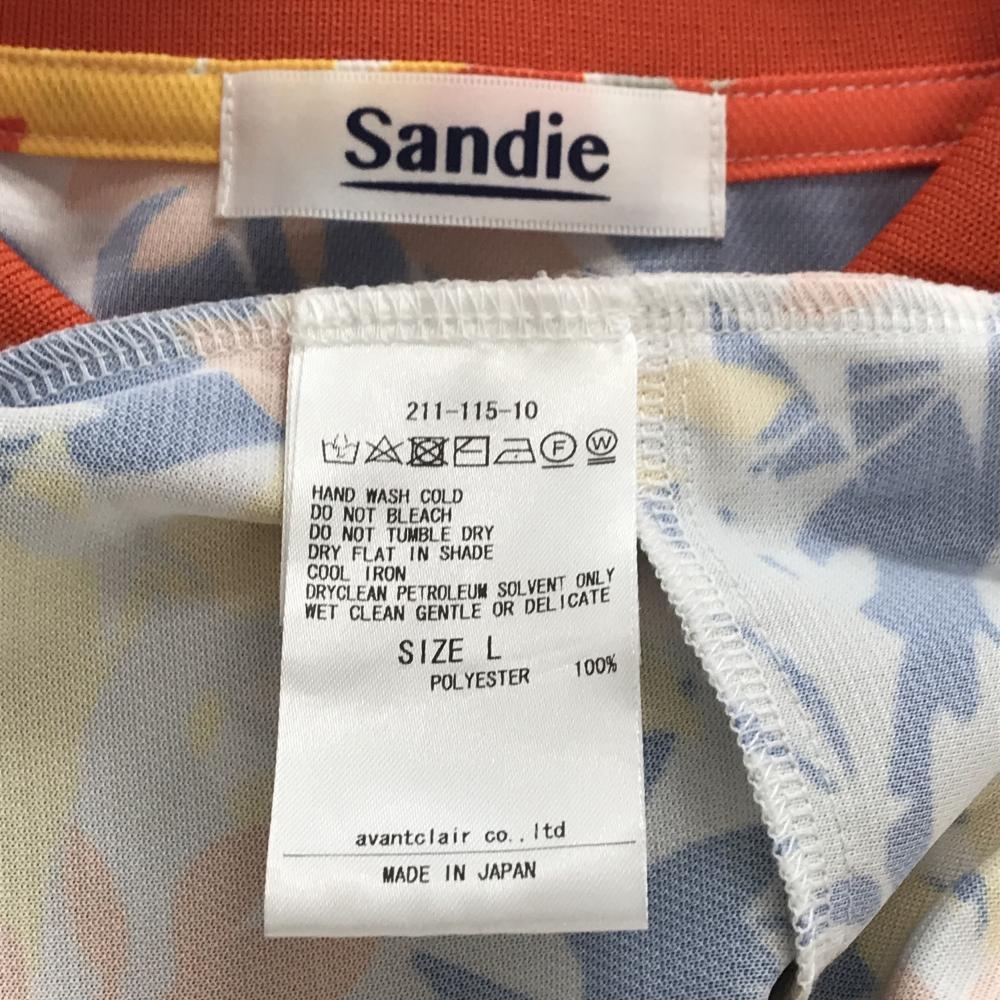 Sandie
211-115-10
F W
HAND WASH COLD
DO NOT BLEACH
DO NOT TUMBLE DRY
DRY FLAT IN SHADE
COOL IRON
DRYCLEAN PETROLEUM SOLVENT ONLY
WET CLEAN GENTLE OR DELICATE
SIZE L
POLYESTER 100%
avantclair co.,ltd
MADE IN JAPAN